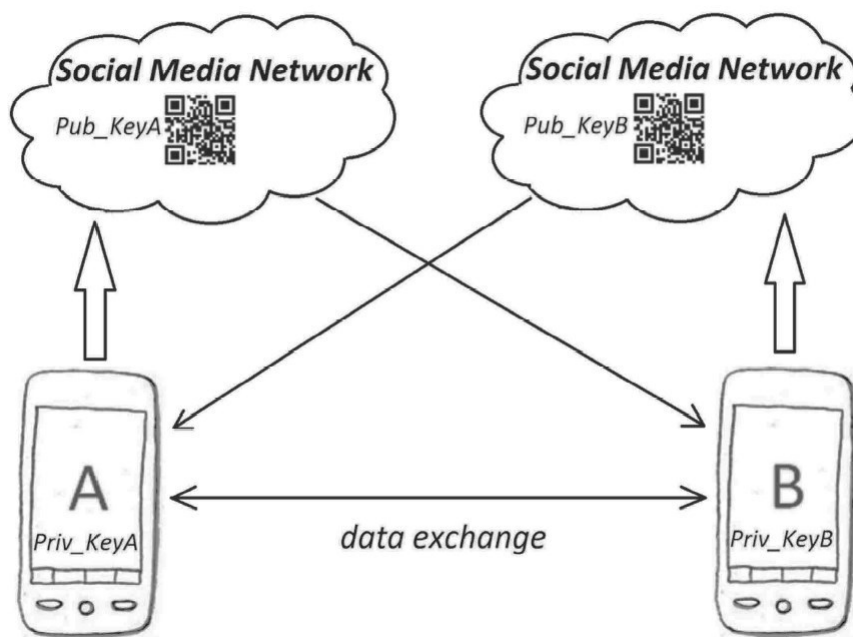 Social Media Network
Pub_KeyA
Social Media Network
Pub_KeyB
A
Priv_KeyA
B
Priv_KeyB
data exchange